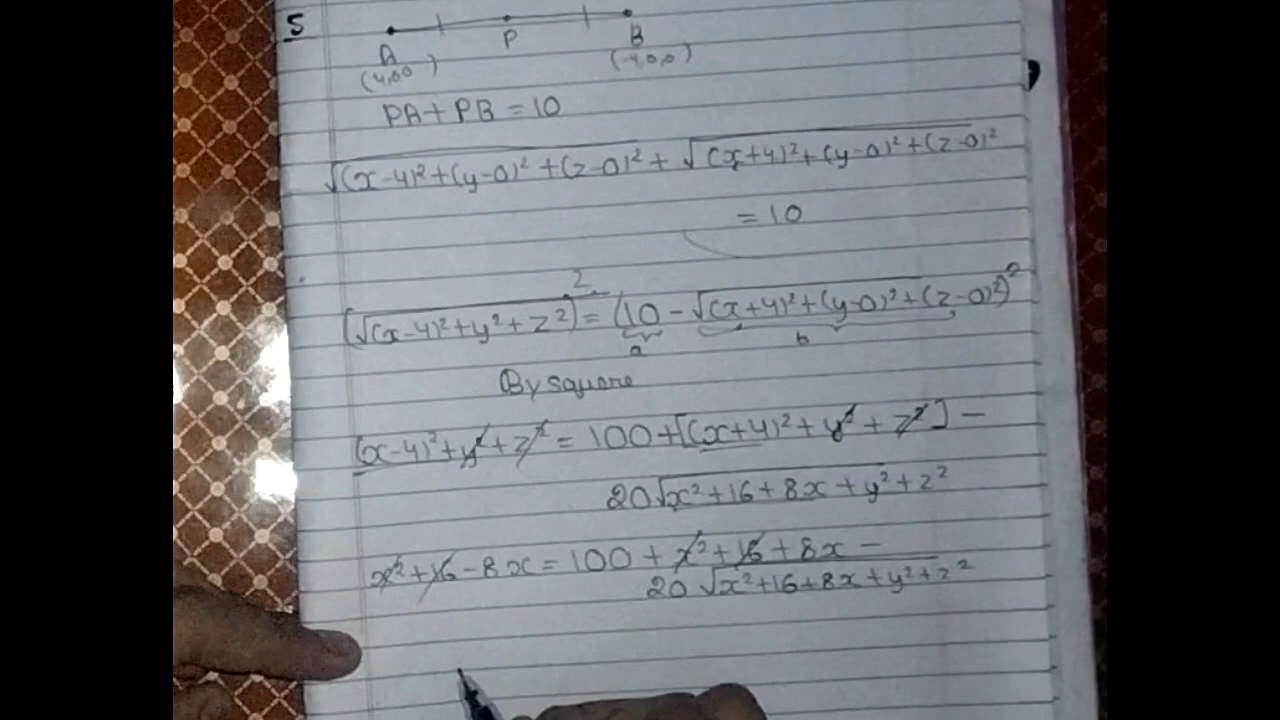 5
A P B
(4,00) (-4,0,0)
PA+PB=10
√(x-4)²+(y-0)²+(z-0)² + √(x+4)²+(y-0)²+(z-0)²
=10
(√(x-4)²+y²+z²)² = (10-√(x+4)²+(y-0)²+(z-0)²)²
a b
By square
(x-4)²+y²+z² = 100+[(x+4)²+y²+z²] -
20√x²+16+8x+y²+z²
x²+16-8x = 100+x²+16+8x -
20√x²+16+8x+y²+z²